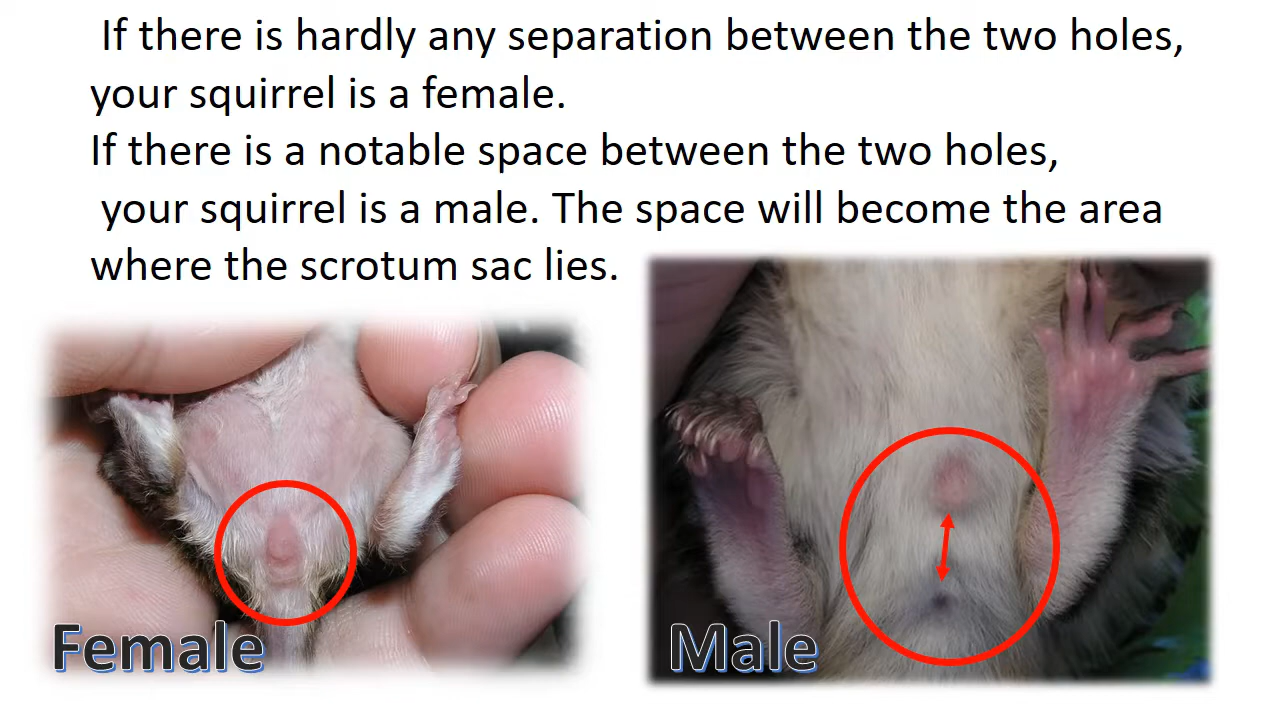 If there is hardly any separation between the two holes,
your squirrel is a female.
If there is a notable space between the two holes,
your squirrel is a male. The space will become the area
where the scrotum sac lies.
Female
Male